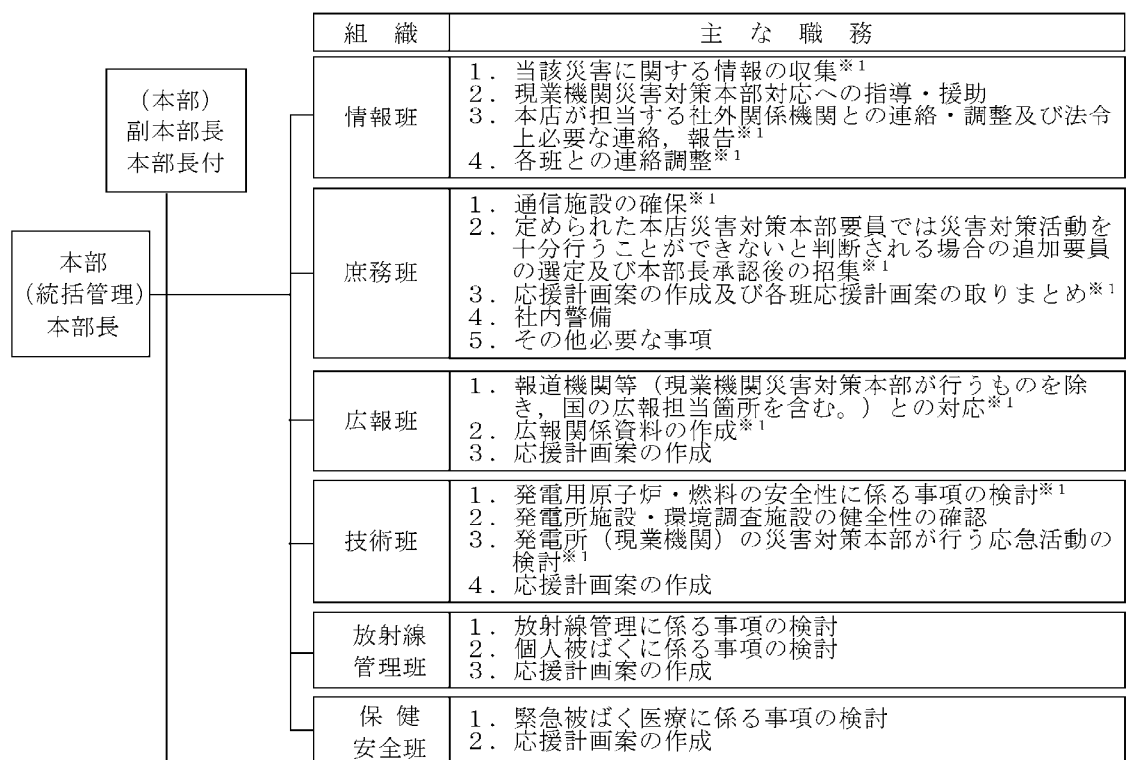 組　織
主　な　職　務
（本部）
副本部長
本部長付
本部
（統括管理）
本部長
情報班
１．当該災害に関する情報の収集※1
２．現業機関災害対策本部対応への指導・援助
３．本店が担当する社外関係機関との連絡・調整及び法令
上必要な連絡，報告※1
４．各班との連絡調整※1
庶務班
１．通信施設の確保※1
２．定められた本店災害対策本部要員では災害対策活動を
十分行うことができないと判断される場合の追加要員
の選定及び本部長承認後の招集※1
３．応援計画案の作成及び各班応援計画案の取りまとめ※1
４．社内警備
５．その他必要な事項
広報班
１．報道機関等（現業機関災害対策本部が行うものを除
き，国の広報担当箇所を含む。）との対応※1
２．広報関係資料の作成※1
３．応援計画案の作成
技術班
１．発電用原子炉・燃料の安全性に係る事項の検討※1
２．発電所施設・環境調査施設の健全性の確認
３．発電所（現業機関）の災害対策本部が行う応急活動の
検討※1
４．応援計画案の作成
放射線
管理班
１．放射線管理に係る事項の検討
２．個人被ばくに係る事項の検討
３．応援計画案の作成
保　健
安全班
１．緊急被ばく医療に係る事項の検討
２．応援計画案の作成